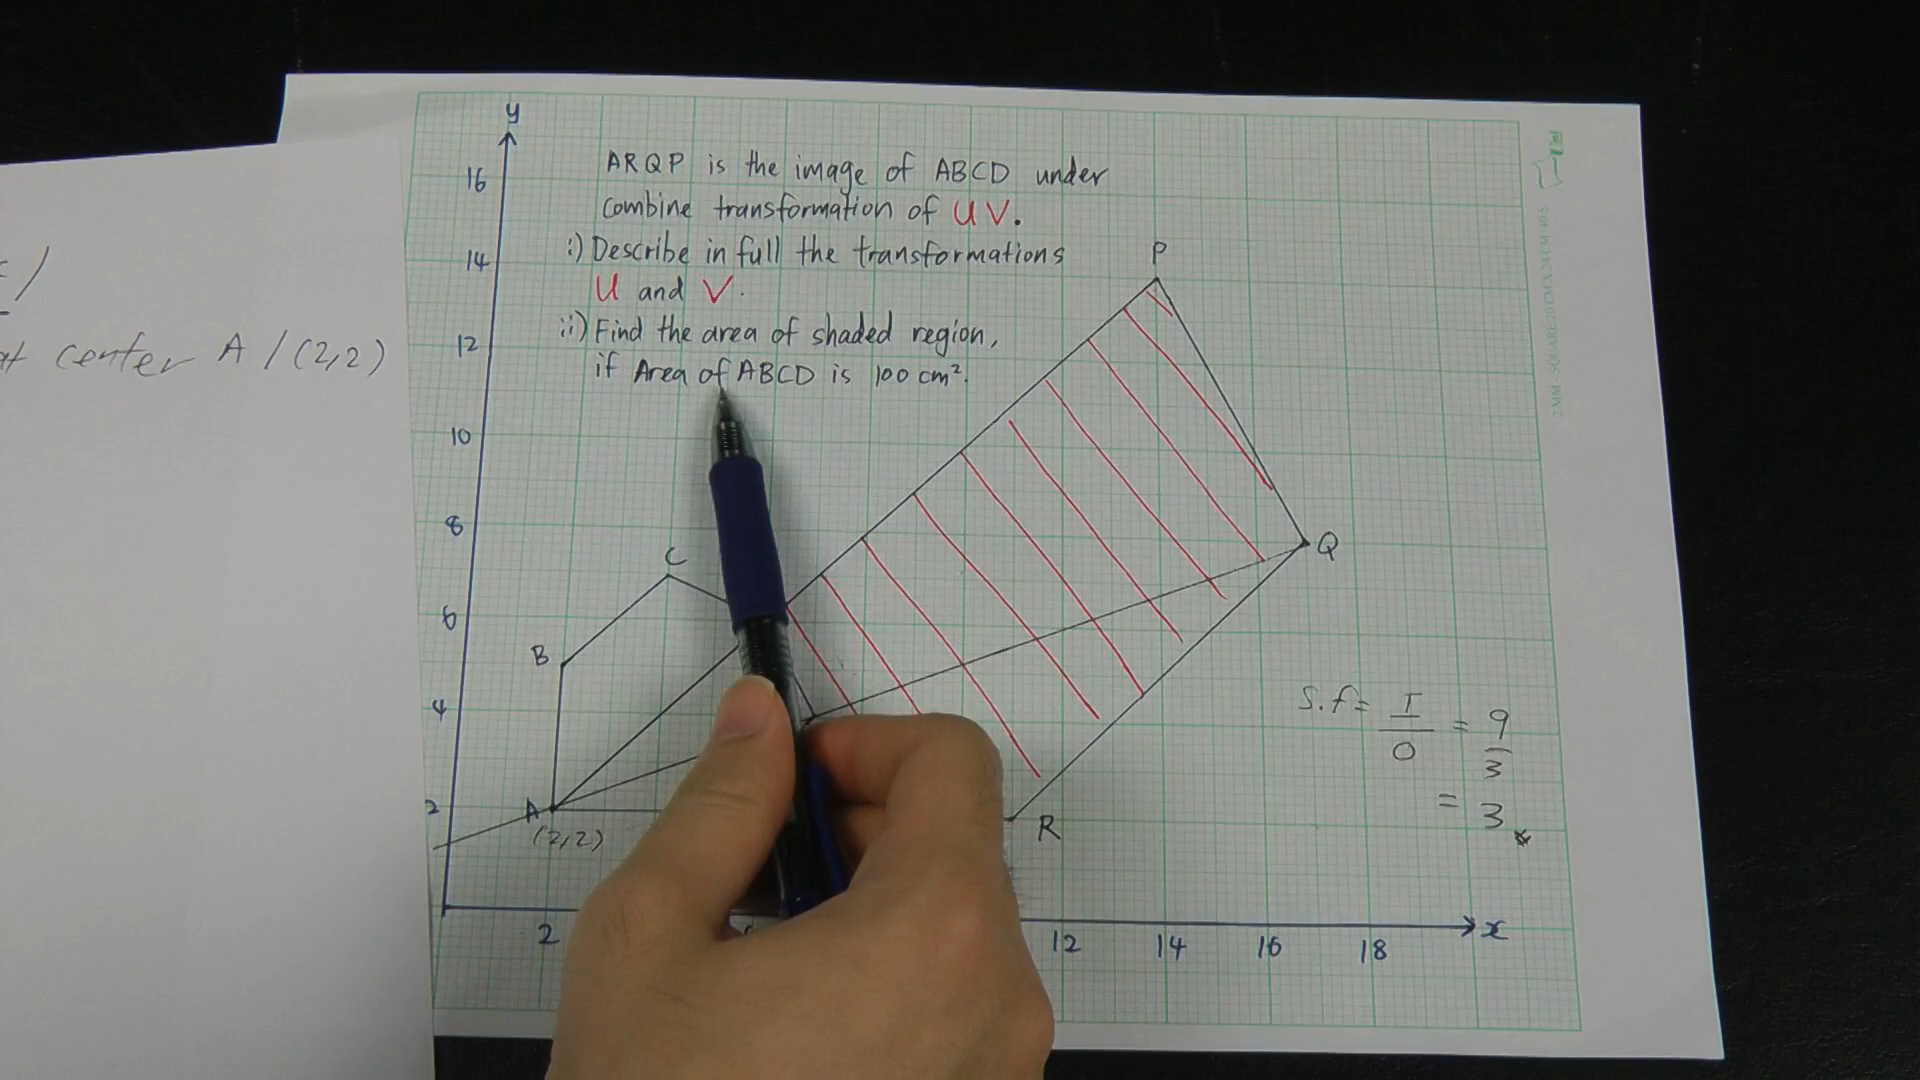 y
ARQP is the image of ABCD under
combine transformation of UV.
i) Describe in full the transformations
U and V.
ii) Find the area of shaded region,
if Area of ABCD is 100 cm².
center A / (2,2)
16
14
12
10
8
6
4
2
P
Q
C
B
A
(2,2)
R
S.f = I/O = 9/3
= 3
2
12
14
16
18
x